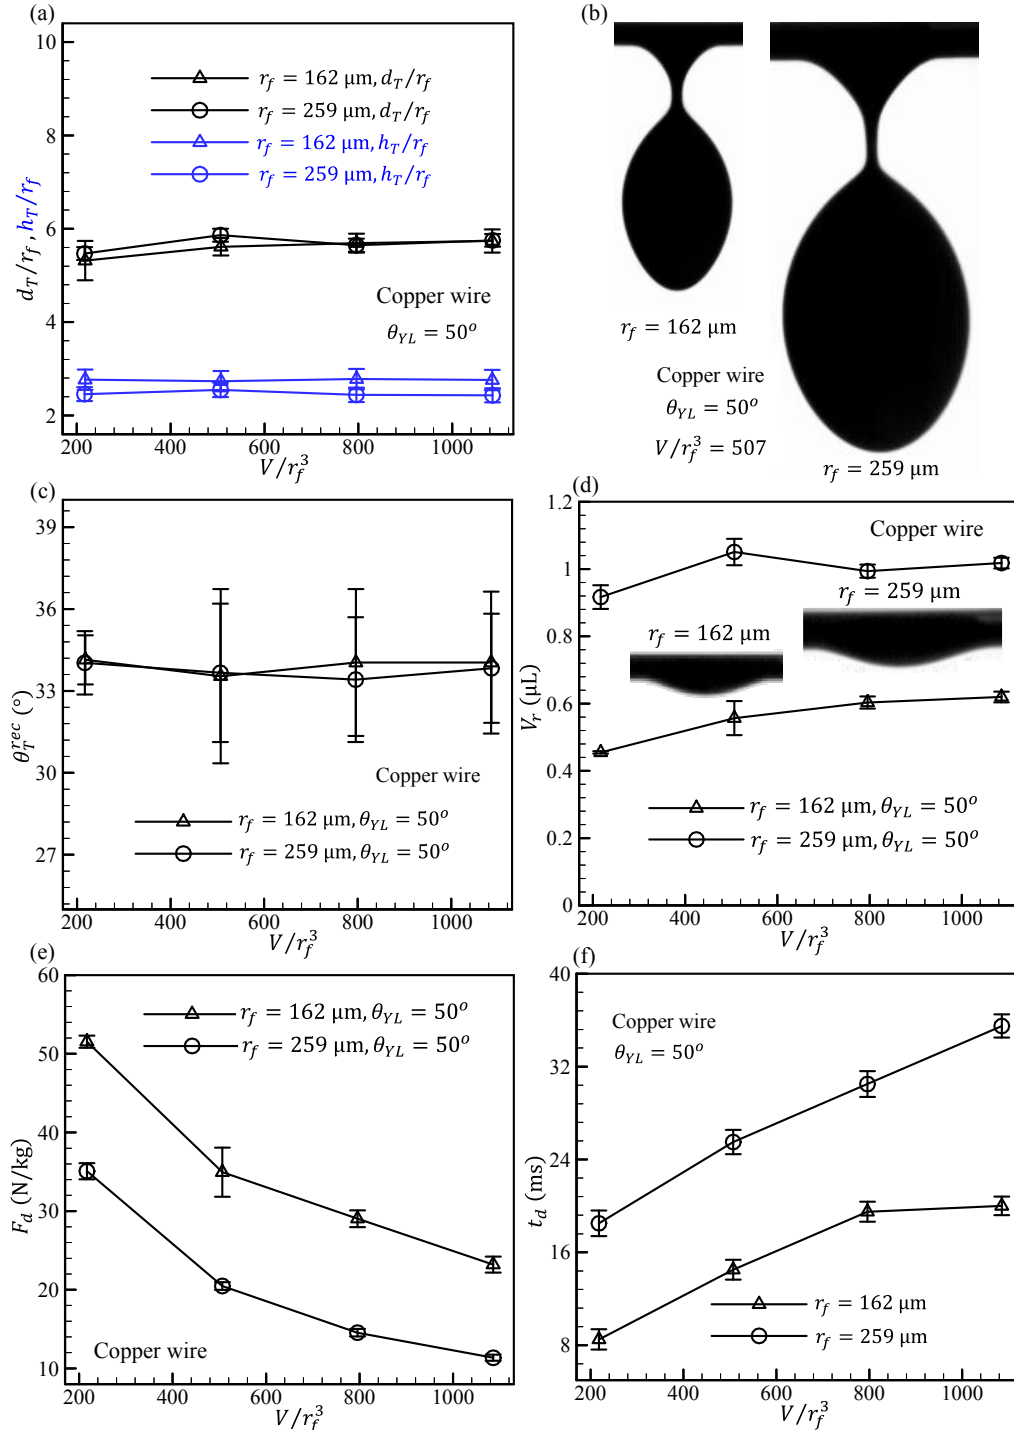 (a)
10
8
6
4
2
d_T/r_f, h_T/r_f
r_f = 162 μm, d_T/r_f
r_f = 259 μm, d_T/r_f
r_f = 162 μm, h_T/r_f
r_f = 259 μm, h_T/r_f
Copper wire
θ_YL = 50°
200 400 600 800 1000
V/r_f^3
(b)
r_f = 162 μm
Copper wire
θ_YL = 50°
V/r_f^3 = 507
r_f = 259 μm
(c)
39
36
33
30
27
θ_T^rec (°)
Copper wire
r_f = 162 μm, θ_YL = 50°
r_f = 259 μm, θ_YL = 50°
200 400 600 800 1000
V/r_f^3
(d)
1.2
1
0.8
0.6
0.4
0.2
0
V_r (μL)
Copper wire
r_f = 259 μm
r_f = 162 μm
r_f = 162 μm, θ_YL = 50°
r_f = 259 μm, θ_YL = 50°
200 400 600 800 1000
V/r_f^3
(e)
60
50
40
30
20
10
F_d (N/kg)
r_f = 162 μm, θ_YL = 50°
r_f = 259 μm, θ_YL = 50°
Copper wire
200 400 600 800 1000
V/r_f^3
(f)
40
32
24
16
8
t_d (ms)
Copper wire
θ_YL = 50°
r_f = 162 μm
r_f = 259 μm
200 400 600 800 1000
V/r_f^3